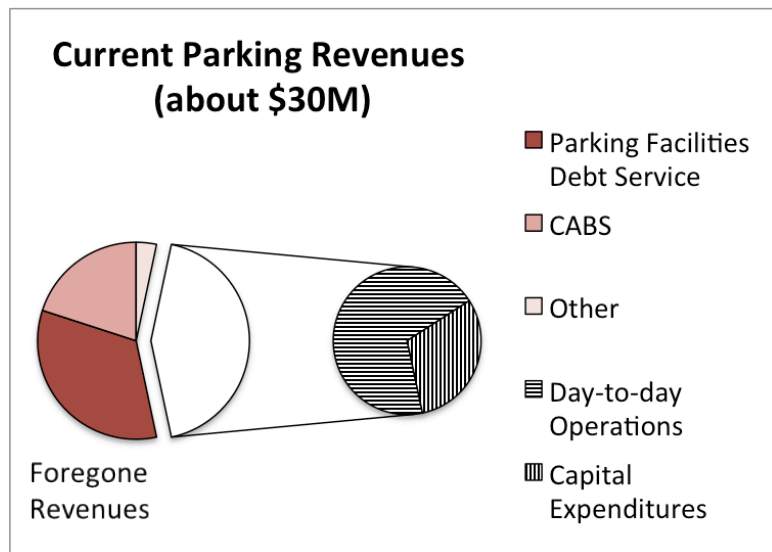 Current Parking Revenues
(about $30M)
Parking Facilities
Debt Service
CABS
Other
Day-to-day
Operations
Capital
Expenditures
Foregone
Revenues